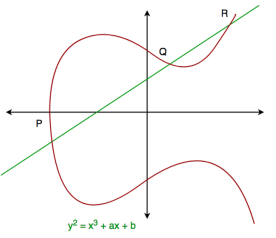 R
Q
P
y² = x³ + ax + b